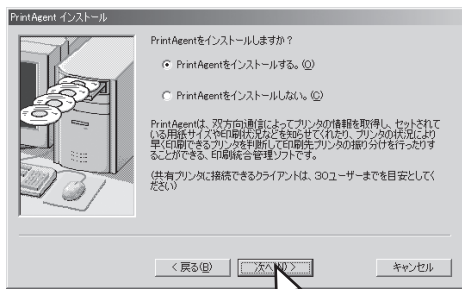 PrintAgent インストール
PrintAgentをインストールしますか？
PrintAgentをインストールする。(O)
PrintAgentをインストールしない。(C)
PrintAgentは、双方向通信によってプリンタの情報を取得し、セットされて
いる用紙サイズや印刷状況などを知らせてくれたり、プリンタの状況により
早く印刷できるプリンタを判断して印刷先プリンタの振り分けを行ったりす
ることができる、印刷統合管理ソフトです。
(共有プリンタに接続できるクライアントは、30ユーザーまでを目安としてく
ださい)
< 戻る(B)
次へ(N) >
キャンセル